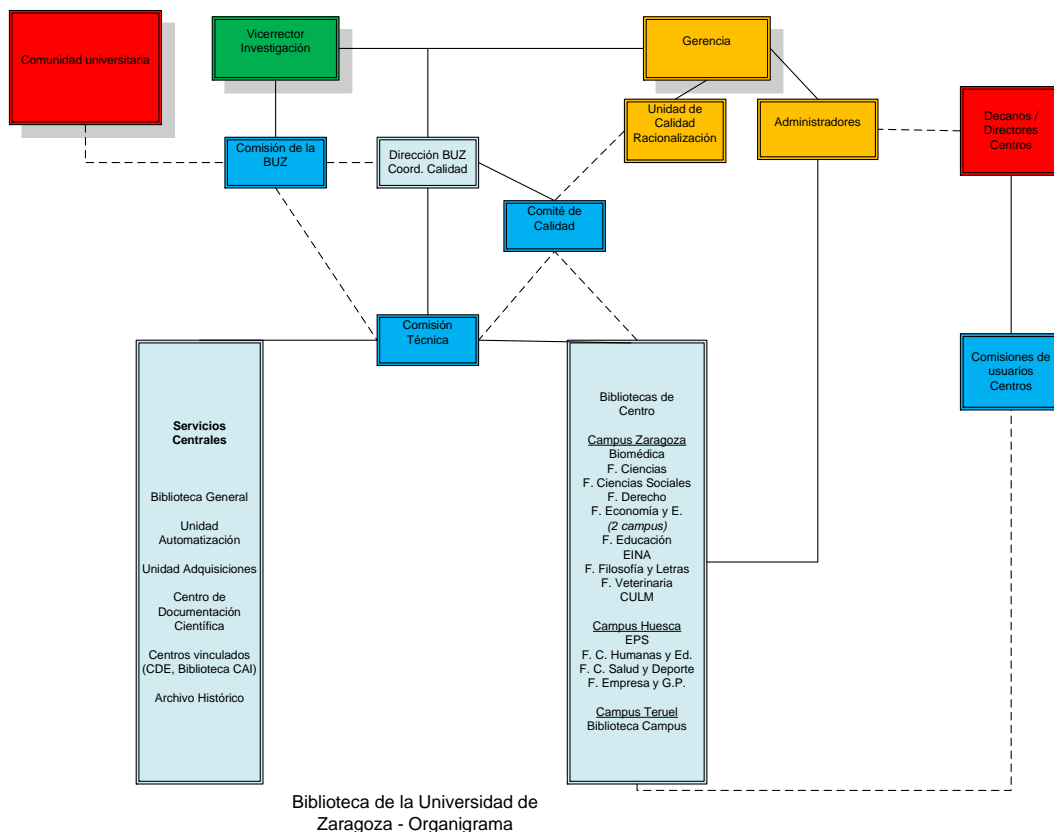 Comunidad universitaria
Vicerrector
Investigación
Gerencia
Unidad de
Calidad
Racionalización
Administradores
Decanos /
Directores
Centros
Comisión de la
BUZ
Dirección BUZ
Coord. Calidad
Comité de
Calidad
Comisión
Técnica
Comisiones de
usuarios
Centros
Servicios
Centrales
Biblioteca General
Unidad
Automatización
Unidad Adquisiciones
Centro de
Documentación
Científica
Centros vinculados
(CDE, Biblioteca CAI)
Archivo Histórico
Bibliotecas de
Centro
Campus Zaragoza
Biomédica
F. Ciencias
F. Ciencias Sociales
F. Derecho
F. Economía y E.
(2 campus)
F. Educación
EINA
F. Filosofía y Letras
F. Veterinaria
CULM
Campus Huesca
EPS
F. C. Humanas y Ed.
F. C. Salud y Deporte
F. Empresa y G.P.
Campus Teruel
Biblioteca Campus
Biblioteca de la Universidad de
Zaragoza - Organigrama